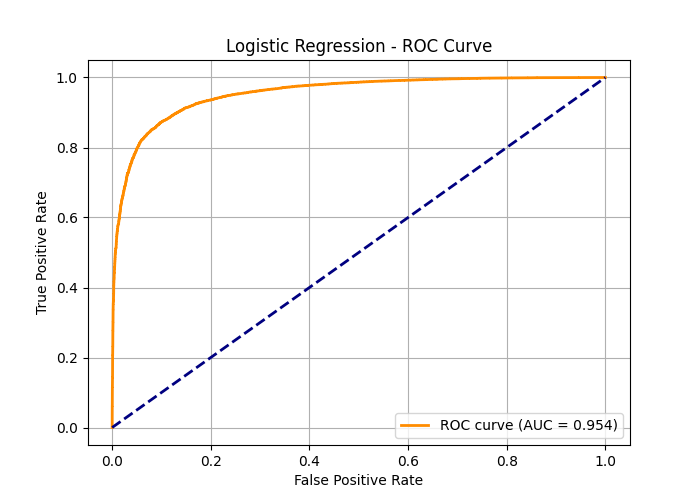 Logistic Regression - ROC Curve
True Positive Rate
1.0
0.8
0.6
0.4
0.2
0.0
ROC curve (AUC = 0.954)
0.0 0.2 0.4 0.6 0.8 1.0
False Positive Rate